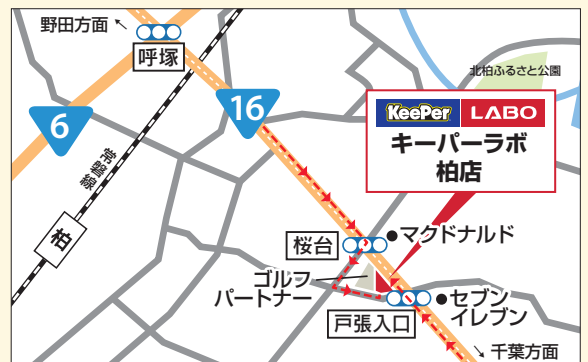 野田方面
呼塚
北柏ふるさと公園
6
16
KeePer LABO
キーパーラボ
柏店
常磐線
柏
桜台
マクドナルド
ゴルフ
パートナー
セブン
イレブン
戸張入口
千葉方面